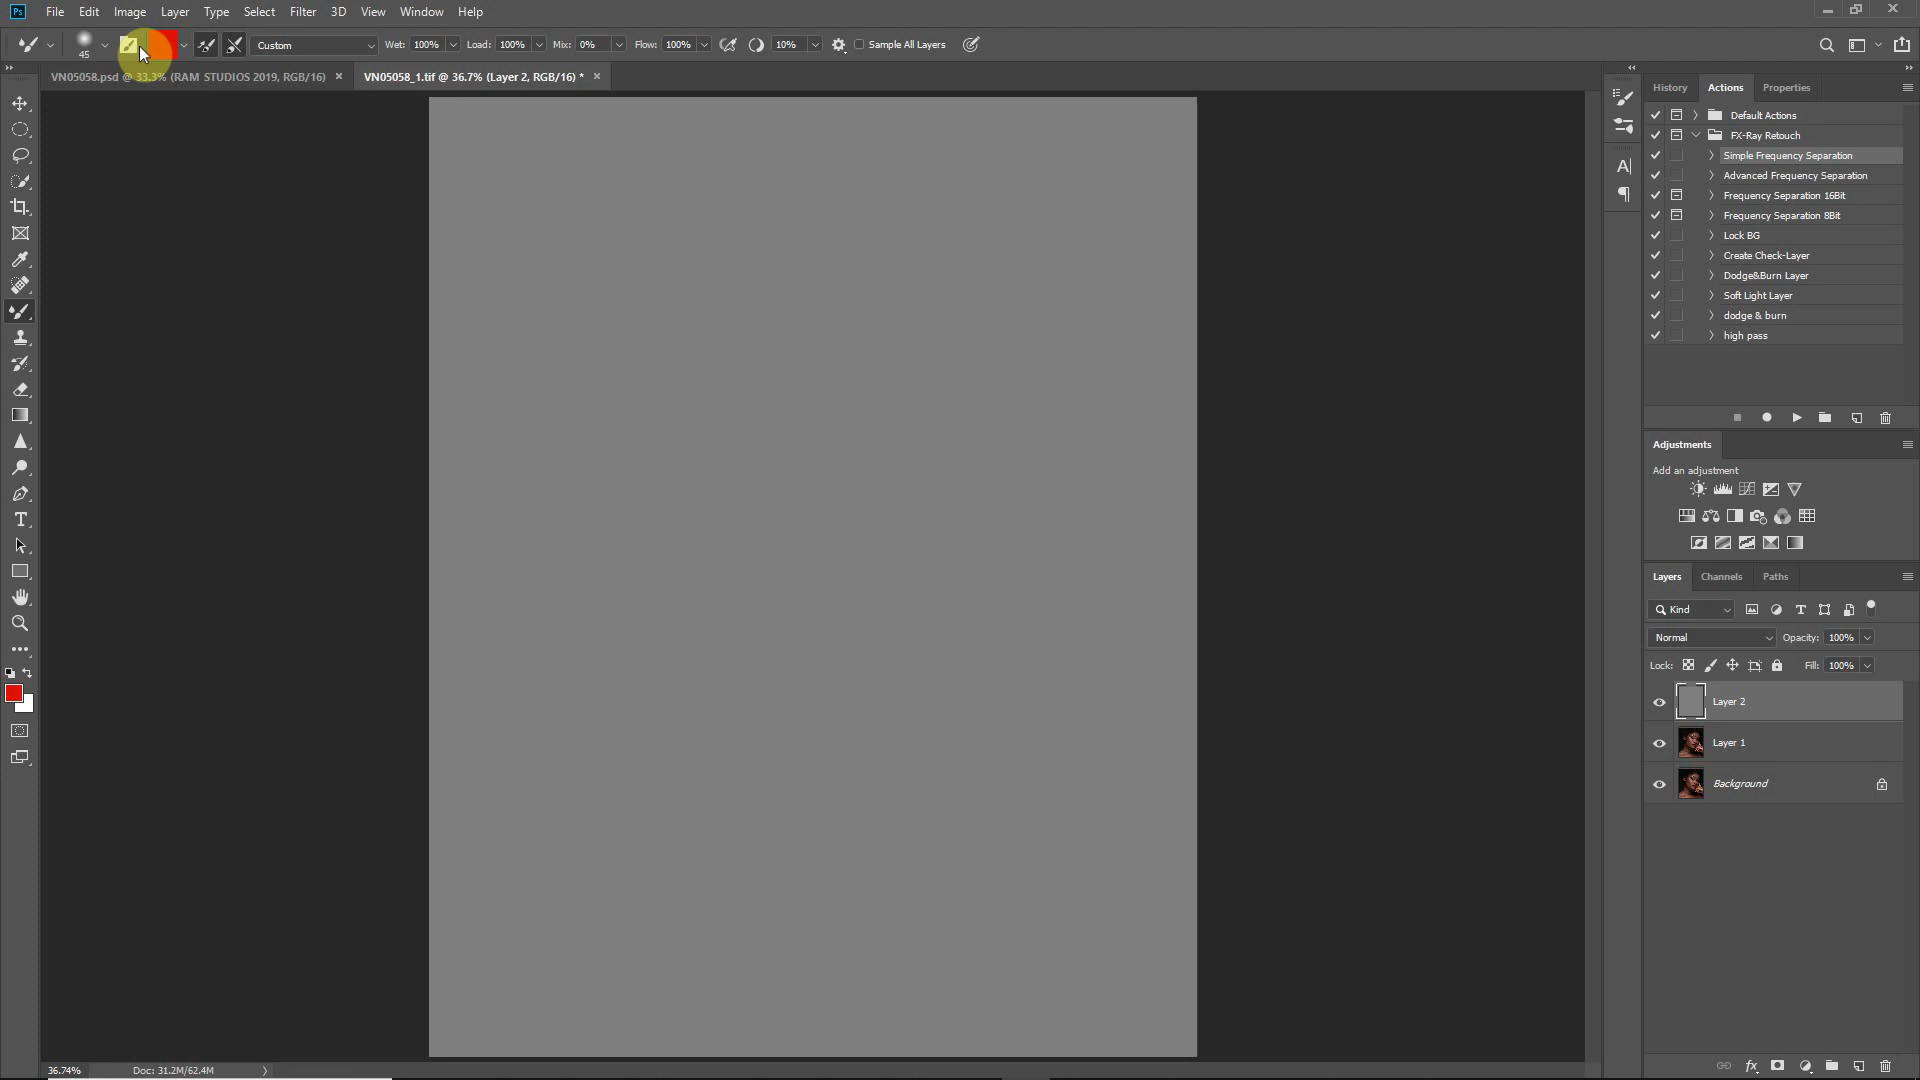 Ps File Edit Image Layer Type Select Filter 3D View Window Help
45 Custom Wet: 100% Load: 100% Mix: 0% Flow: 100% 10% Sample All Layers
VN05058.psd @ 33.3% (RAM STUDIOS 2019, RGB/16) × VN05058_1.tif @ 36.7% (Layer 2, RGB/16) * ×
History Actions Properties
Default Actions
FX-Ray Retouch
Simple Frequency Separation
Advanced Frequency Separation
Frequency Separation 16Bit
Frequency Separation 8Bit
Lock BG
Create Check-Layer
Dodge&Burn Layer
Soft Light Layer
dodge & burn
high pass
Adjustments
Add an adjustment
Layers Channels Paths
Kind
Normal Opacity: 100%
Lock: Fill: 100%
Layer 2
Layer 1
Background
36.74% Doc: 31.2M/62.4M